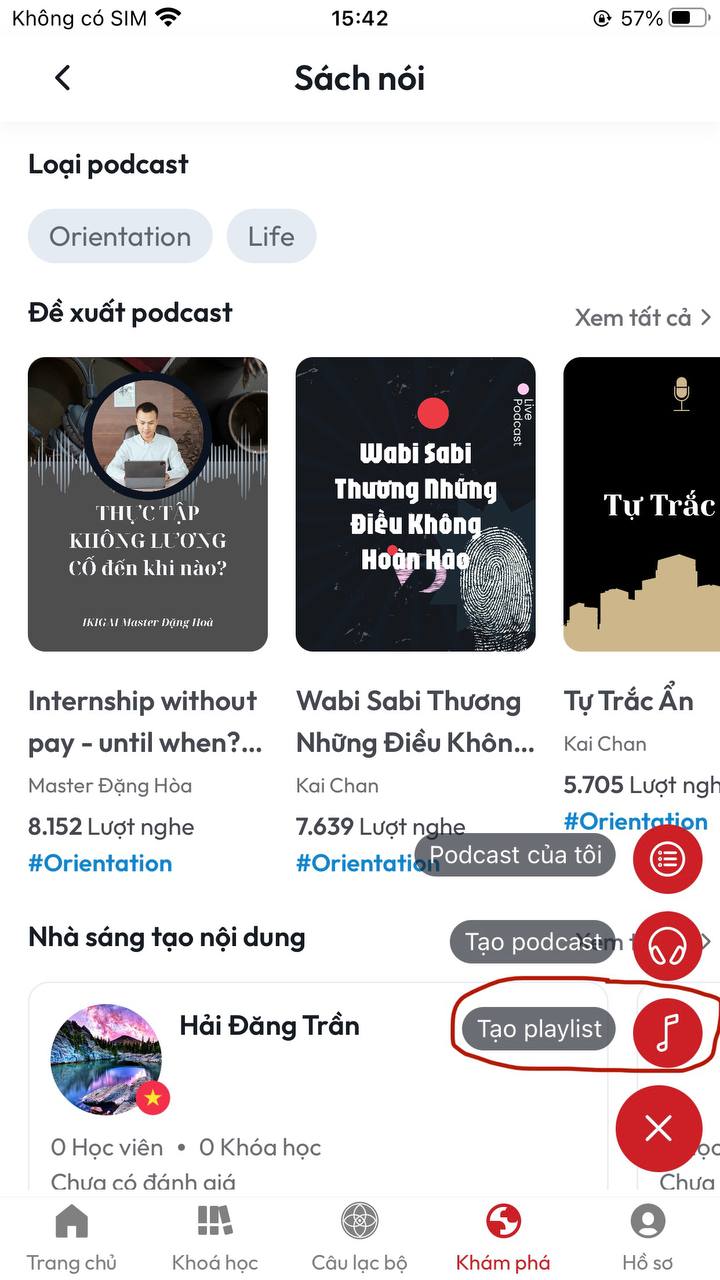 Không có SIM
15:42
57%
Sách nói
Loại podcast
Orientation
Life
Đề xuất podcast
Xem tất cả
THỰC TẬP
KHÔNG LƯƠNG
CỐ đến khi nào?
IKIGAI Master Đặng Hoà
Live
Podcast
Wabi Sabi
Thương Những
Điều Không
Hoàn Hảo
Tự Trắc
Internship without
pay - until when?...
Master Đặng Hòa
8.152 Lượt nghe
#Orientation
Wabi Sabi Thương
Những Điều Khôn...
Kai Chan
7.639 Lượt nghe
#Orientation
Tự Trắc Ẩn
Kai Chan
5.705 Lượt ngh
#Orientation
Podcast của tôi
Nhà sáng tạo nội dung
Tạo podcast
Hải Đăng Trần
Tạo playlist
0 Học viên • 0 Khóa học
Chưa có đánh giá
Chưa
Trang chủ
Khoá học
Câu lạc bộ
Khám phá
Hồ sơ